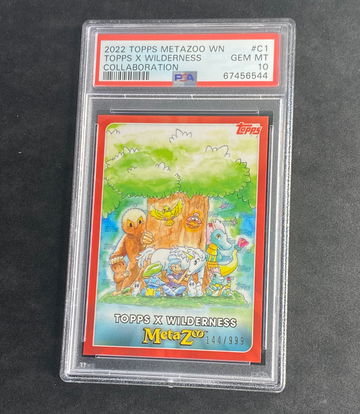 2022 TOPPS METAZOO WN #C1
TOPPS X WILDERNESS GEM MT
COLLABORATION 10
PSA 67456544
Topps
TOPPS X WILDERNESS
MetaZoo
144/999